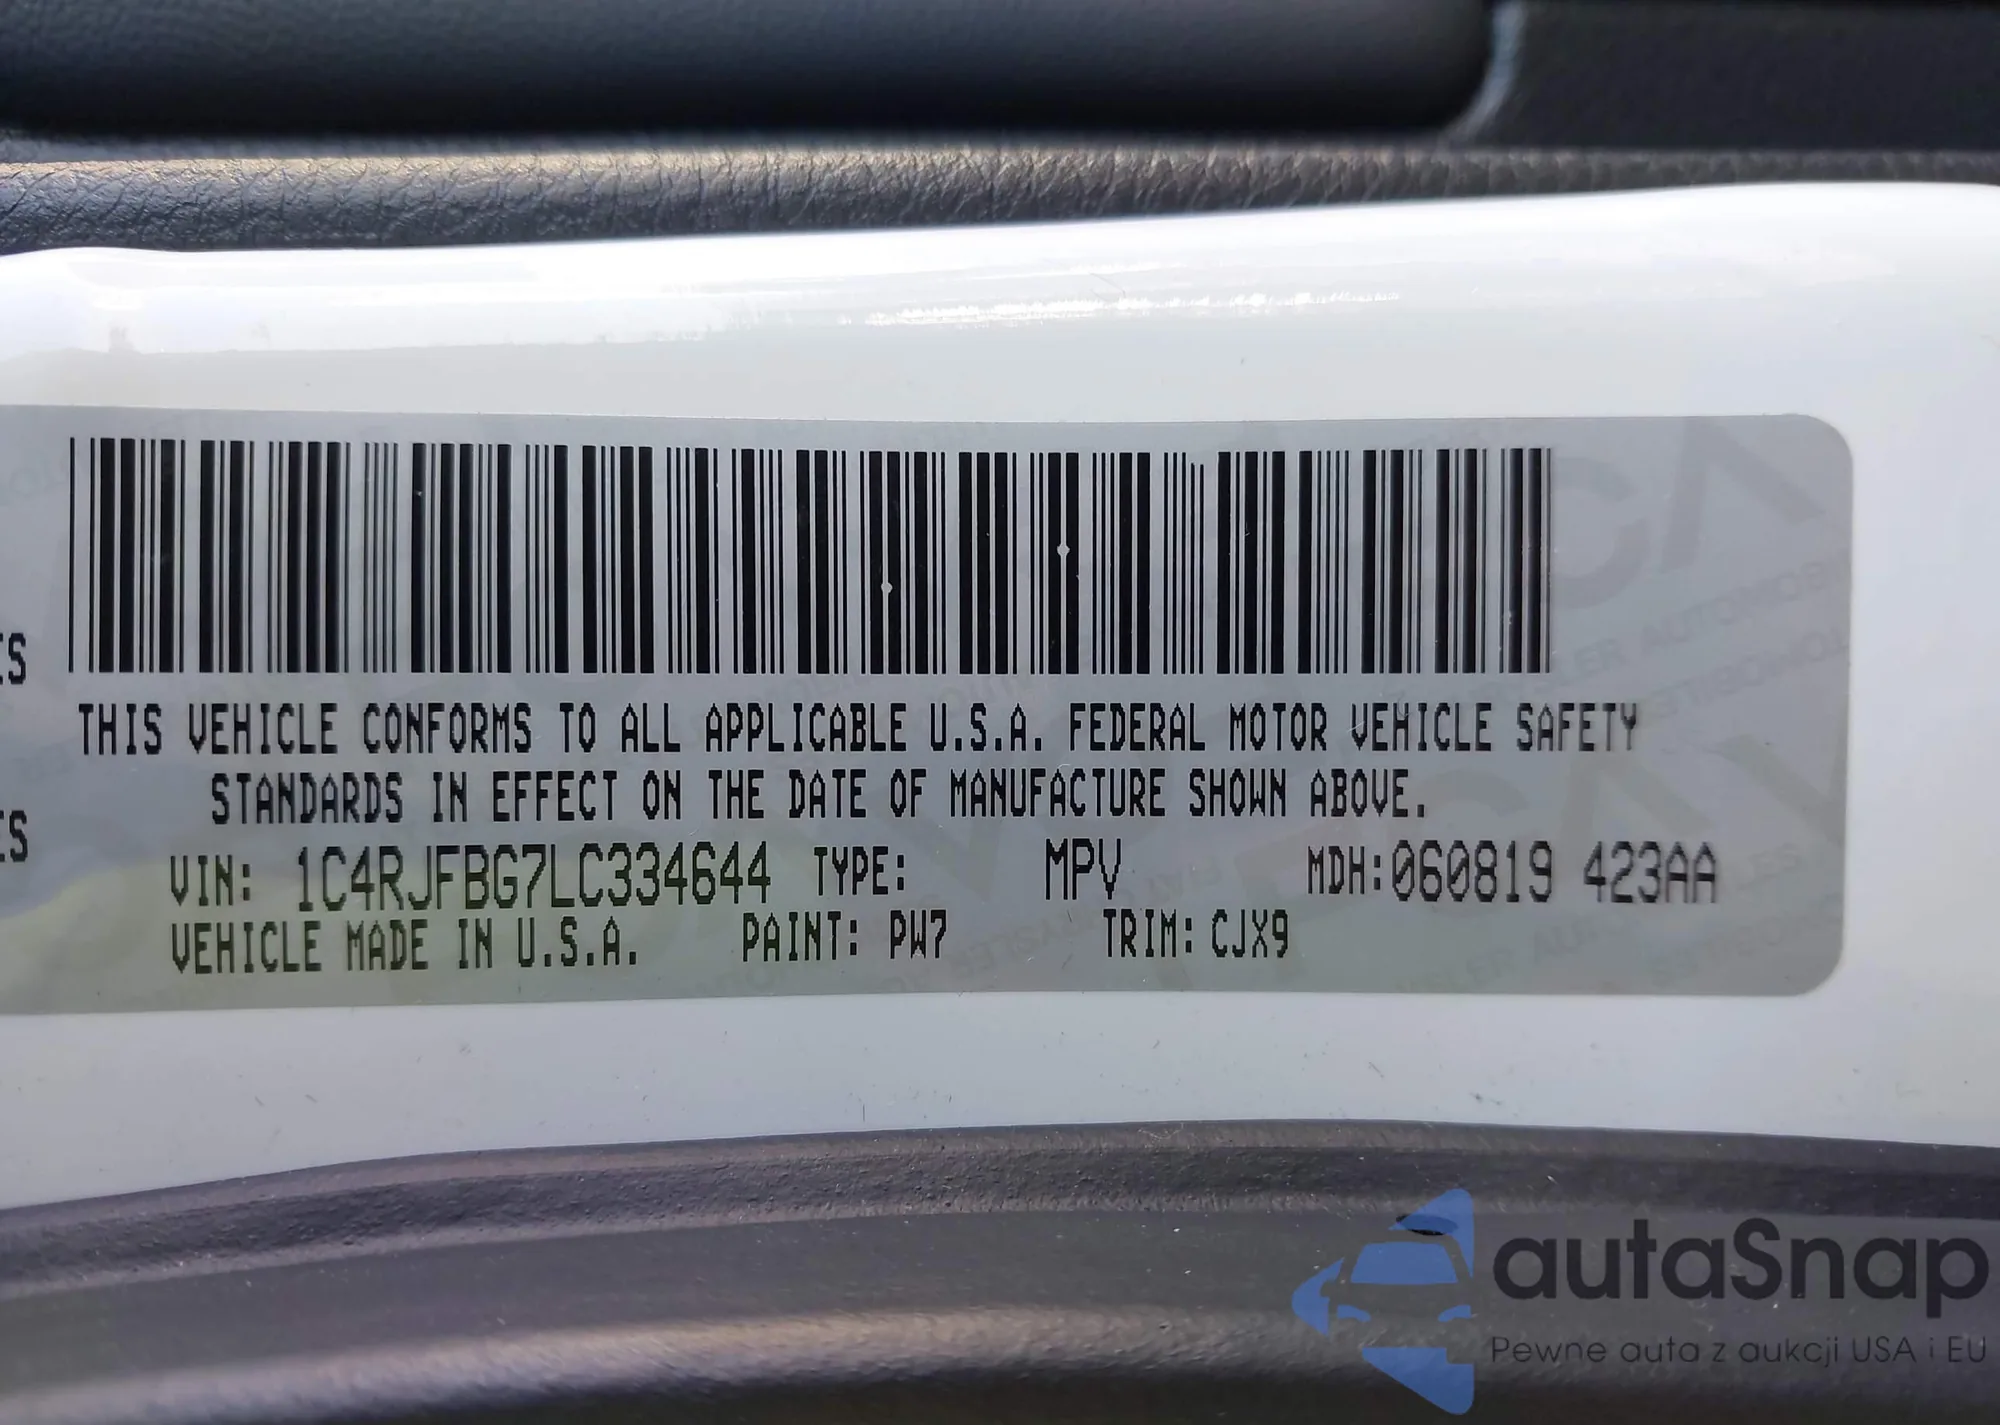 ES
THIS VEHICLE CONFORMS TO ALL APPLICABLE U.S.A. FEDERAL MOTOR VEHICLE SAFETY
STANDARDS IN EFFECT ON THE DATE OF MANUFACTURE SHOWN ABOVE.
ES
VIN: 1C4RJFBG7LC334644 TYPE: MPV MDH:060819 423AA
VEHICLE MADE IN U.S.A. PAINT: PW7 TRIM: CJX9
autaSnap
Pewne auta z aukcji USA i EU